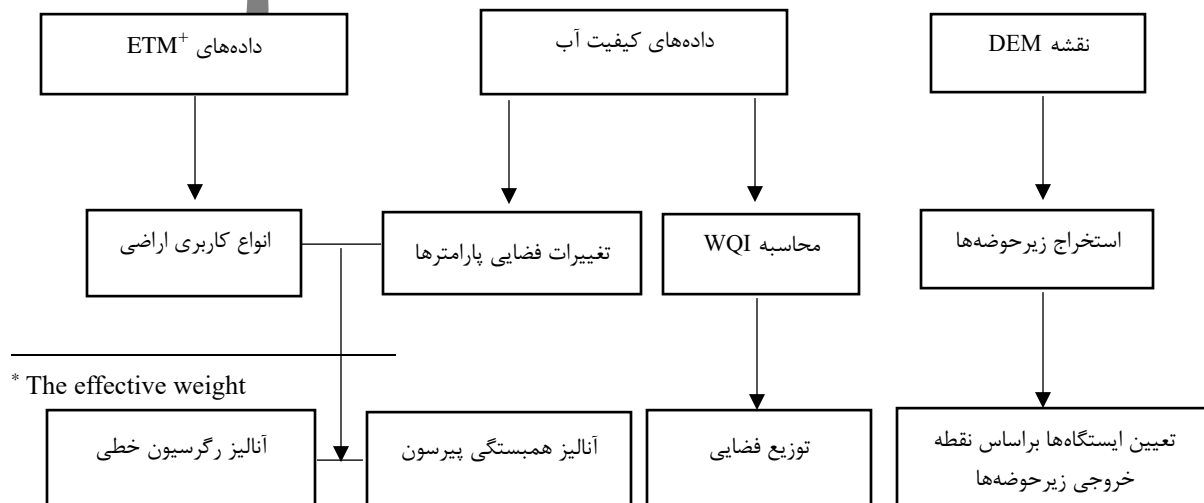 نقشه DEM
داده‌های کیفیت آب
داده‌های ETM+
استخراج زیرحوضه‌ها
محاسبه WQI
تغییرات فضایی پارامترها
انواع کاربری اراضی
* The effective weight
تعیین ایستگاه‌ها براساس نقطه
خروجی زیرحوضه‌ها
توزیع فضایی
آنالیز همبستگی پیرسون
آنالیز رگرسیون خطی